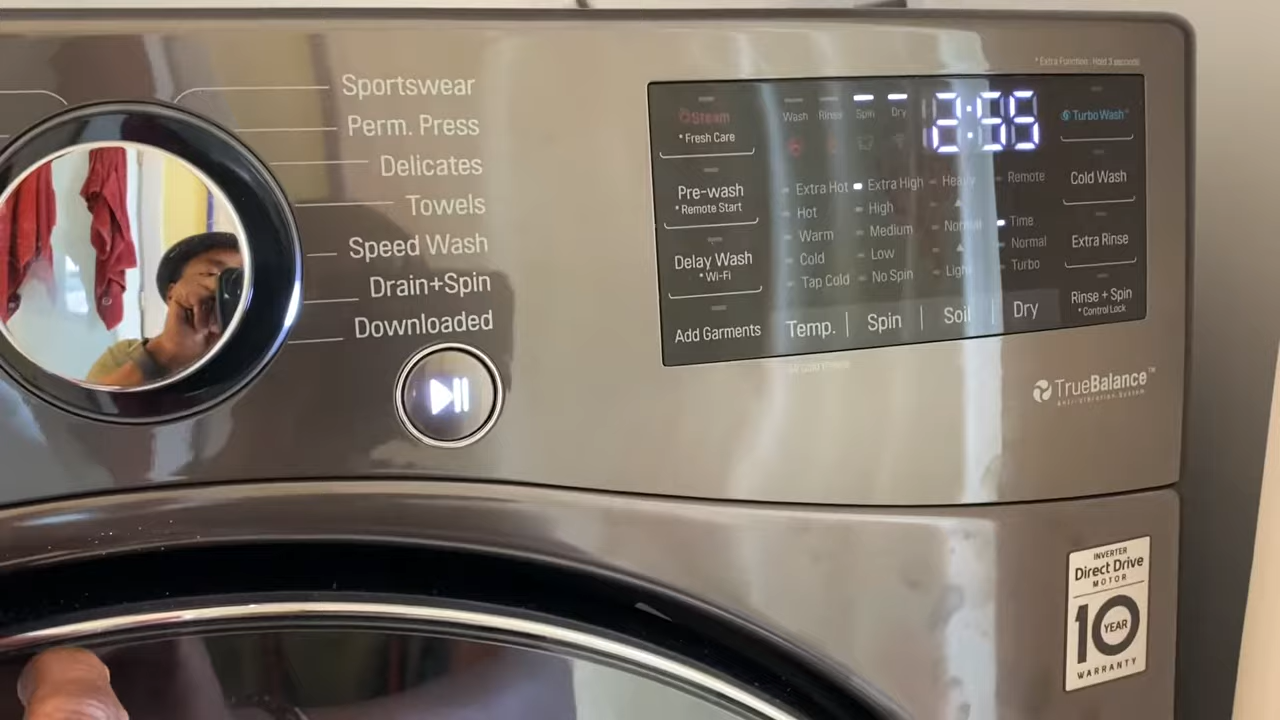 Sportswear
Perm. Press
Delicates
Towels
Speed Wash
Drain+Spin
Downloaded
* Extra Function : Hold 3 seconds
Steam
* Fresh Care
Pre-wash
* Remote Start
Delay Wash
* Wi-Fi
Add Garments
Wash Rinse Spin Dry
2:55
Extra Hot Extra High Heavy Remote
Hot High
Warm Medium Normal Time
Cold Low Normal
Tap Cold No Spin Light Turbo
Temp. | Spin | Soil | Dry
TurboWash™
Cold Wash
Extra Rinse
Rinse + Spin
* Control Lock
TrueBalance™
Anti-Vibration System
INVERTER
Direct Drive
MOTOR
10 YEAR
WARRANTY